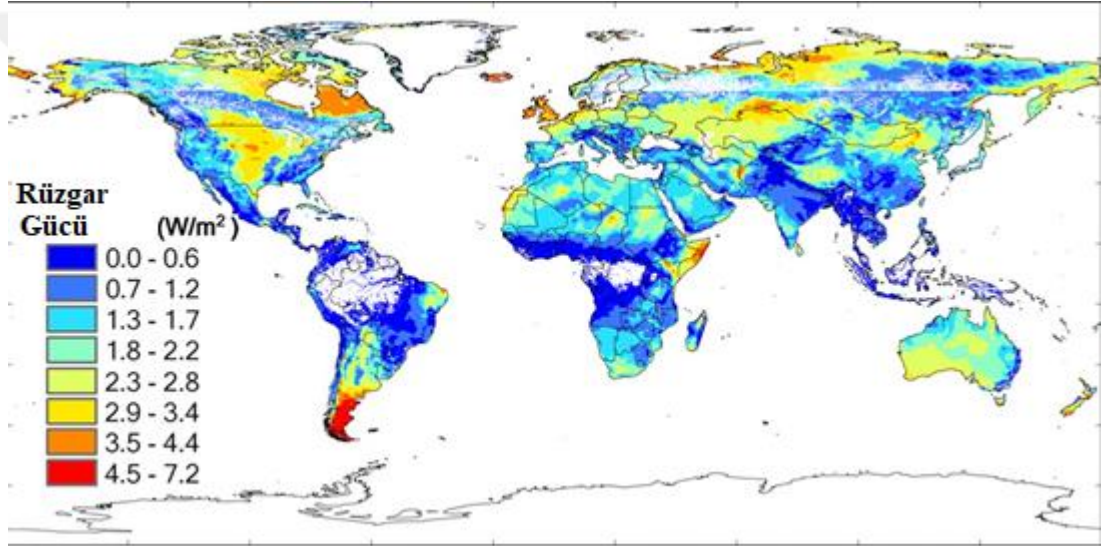 Rüzgar
Gücü (W/m² )
0.0 - 0.6
0.7 - 1.2
1.3 - 1.7
1.8 - 2.2
2.3 - 2.8
2.9 - 3.4
3.5 - 4.4
4.5 - 7.2